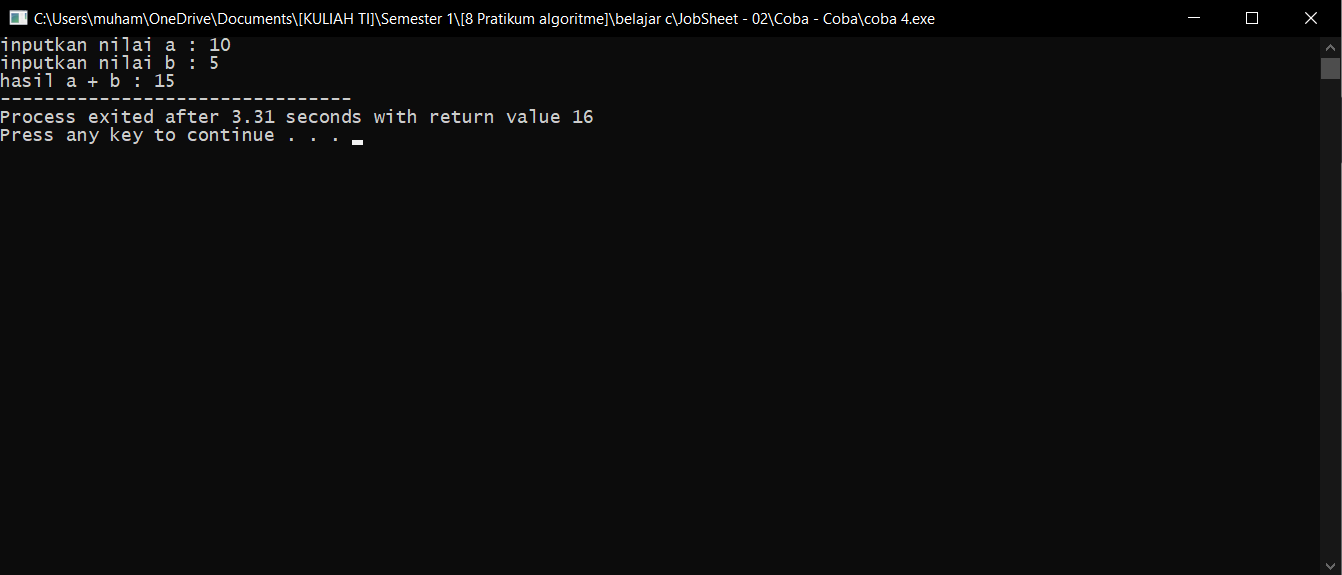 C:\Users\muham\OneDrive\Documents\[KULIAH TI]\Semester 1\[8 Pratikum algoritme]\belajar c\JobSheet - 02\Coba - Coba\coba 4.exe
inputkan nilai a : 10
inputkan nilai b : 5
hasil a + b : 15
--------------------------------
Process exited after 3.31 seconds with return value 16
Press any key to continue . . .